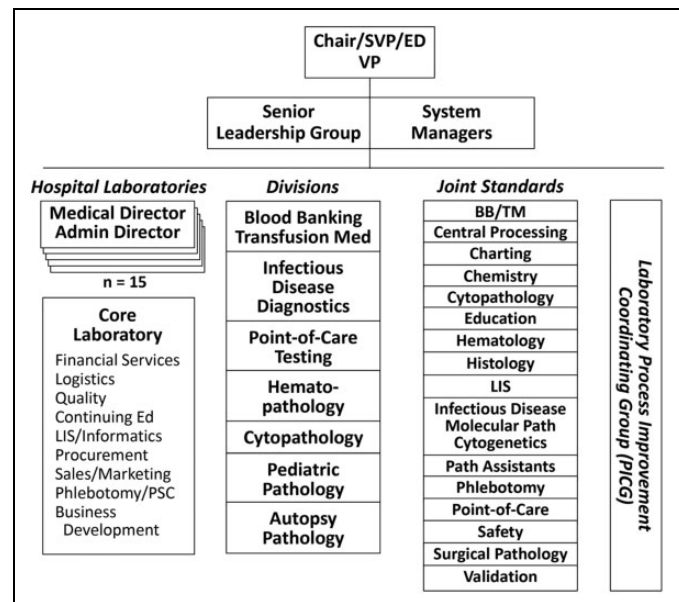 Chair/SVP/ED
VP
Senior
Leadership Group
System
Managers
Hospital Laboratories
Medical Director
Admin Director
n = 15
Core
Laboratory
Financial Services
Logistics
Quality
Continuing Ed
LIS/Informatics
Procurement
Sales/Marketing
Phlebotomy/PSC
Business
Development
Divisions
Blood Banking
Transfusion Med
Infectious
Disease
Diagnostics
Point-of-Care
Testing
Hemato-
pathology
Cytopathology
Pediatric
Pathology
Autopsy
Pathology
Joint Standards
BB/TM
Central Processing
Charting
Chemistry
Cytopathology
Education
Hematology
Histology
LIS
Infectious Disease
Molecular Path
Cytogenetics
Path Assistants
Phlebotomy
Point-of-Care
Safety
Surgical Pathology
Validation
Laboratory Process Improvement
Coordinating Group (PICG)